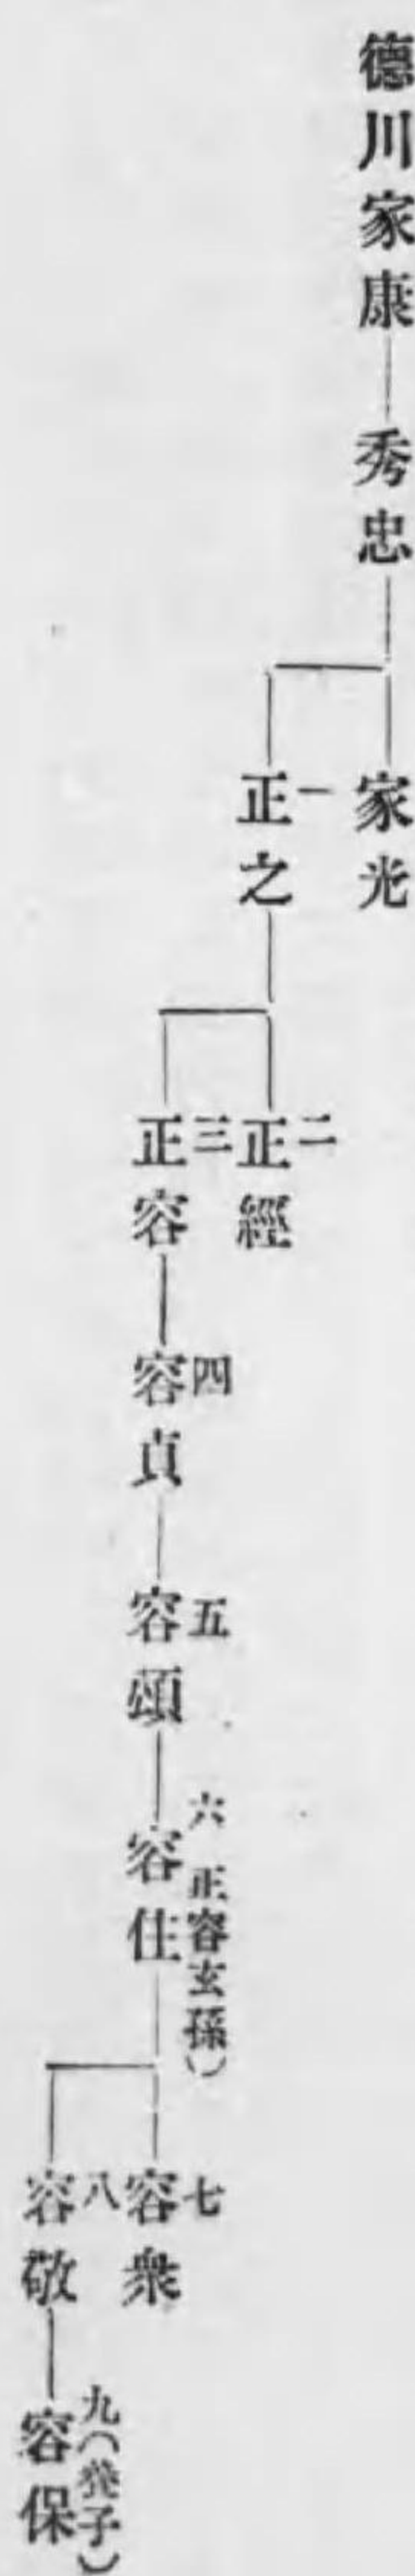 德川家康
秀忠
家光
一
正之
二
正經
三
正容
四
容貞
五
容頌
六 正容玄孫)
容住
七
容衆
八
容敬
九(養子)
容保